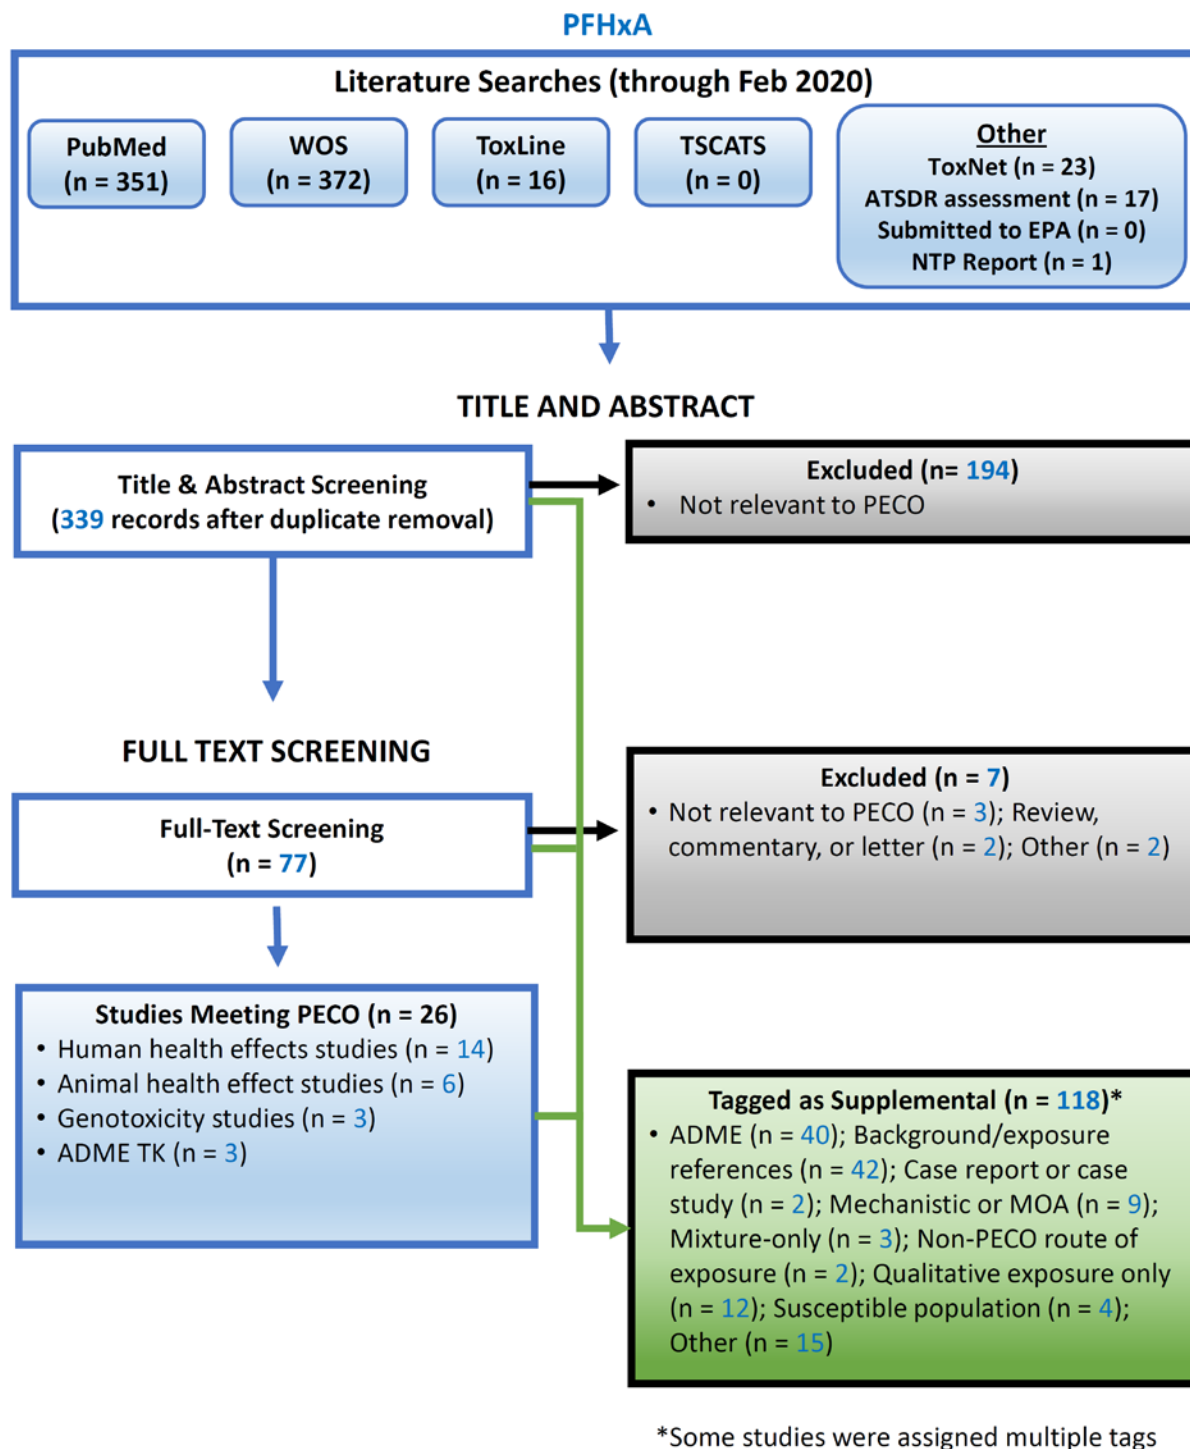 PFHxA
Literature Searches (through Feb 2020)
PubMed
(n = 351)
WOS
(n = 372)
ToxLine
(n = 16)
TSCATS
(n = 0)
Other
ToxNet (n = 23)
ATSDR assessment (n = 17)
Submitted to EPA (n = 0)
NTP Report (n = 1)
TITLE AND ABSTRACT
Title & Abstract Screening
(339 records after duplicate removal)
Excluded (n= 194)
• Not relevant to PECO
FULL TEXT SCREENING
Full-Text Screening
(n = 77)
Excluded (n = 7)
• Not relevant to PECO (n = 3); Review,
commentary, or letter (n = 2); Other (n = 2)
Studies Meeting PECO (n = 26)
• Human health effects studies (n = 14)
• Animal health effect studies (n = 6)
• Genotoxicity studies (n = 3)
• ADME TK (n = 3)
Tagged as Supplemental (n = 118)*
• ADME (n = 40); Background/exposure
references (n = 42); Case report or case
study (n = 2); Mechanistic or MOA (n = 9);
Mixture-only (n = 3); Non-PECO route of
exposure (n = 2); Qualitative exposure only
(n = 12); Susceptible population (n = 4);
Other (n = 15)
*Some studies were assigned multiple tags